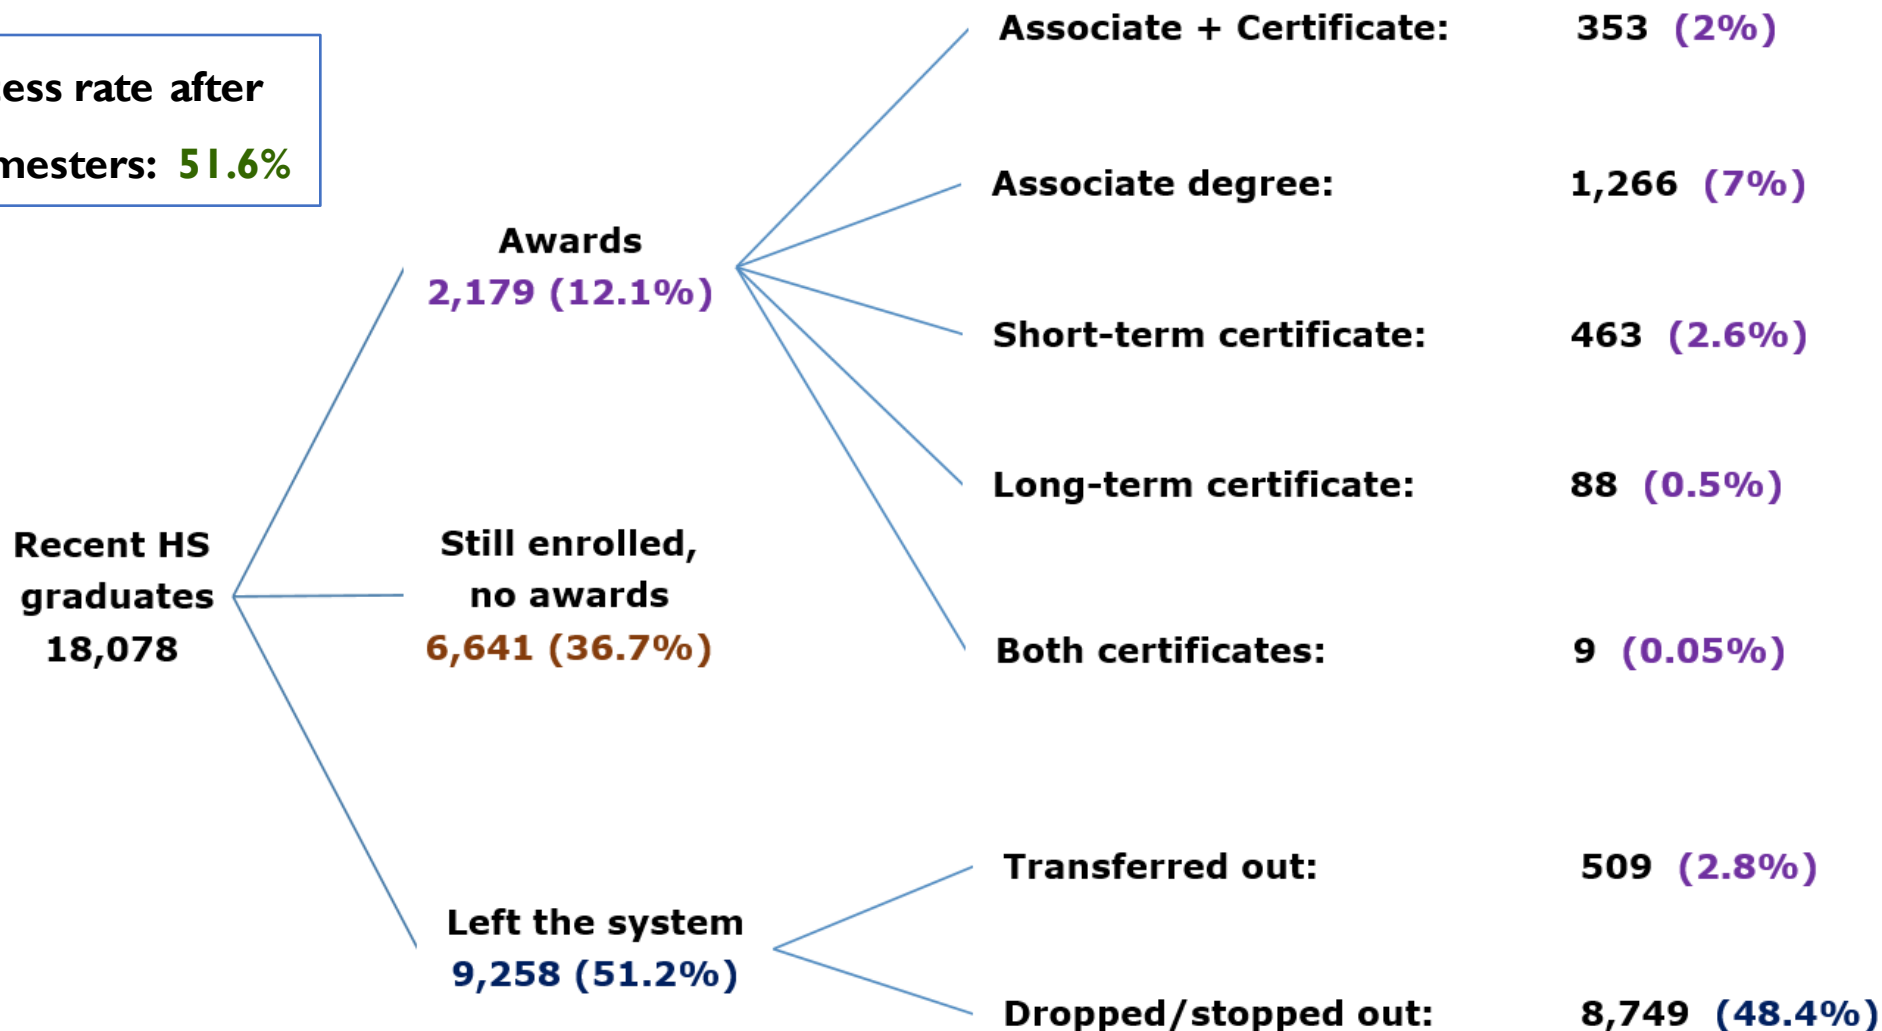 ess rate after
mesters: 51.6%
Associate + Certificate: 353 (2%)
Associate degree: 1,266 (7%)
Awards
2,179 (12.1%)
Short-term certificate: 463 (2.6%)
Long-term certificate: 88 (0.5%)
Recent HS
graduates
18,078
Still enrolled,
no awards
6,641 (36.7%)
Both certificates: 9 (0.05%)
Left the system
9,258 (51.2%)
Transferred out: 509 (2.8%)
Dropped/stopped out: 8,749 (48.4%)